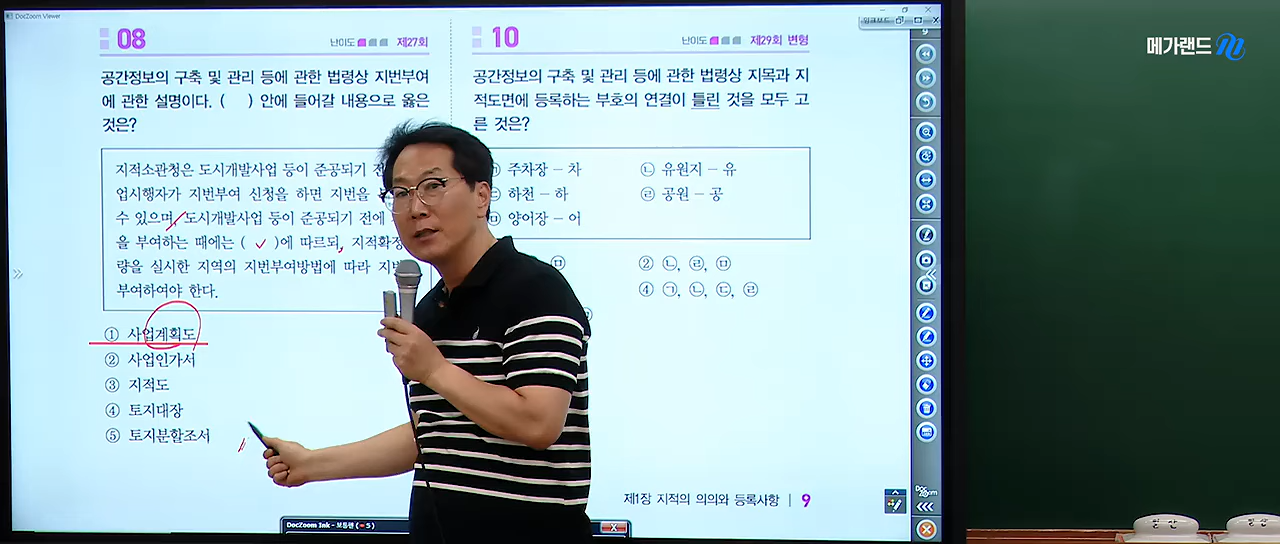 DocZoom Viewer
08
난이도
제27회
공간정보의 구축 및 관리 등에 관한 법령상 지번부여
에 관한 설명이다. ( ) 안에 들어갈 내용으로 옳은
것은?
지적소관청은 도시개발사업 등이 준공되기 전
업시행자가 지번부여 신청을 하면 지번을
수 있으며, 도시개발사업 등이 준공되기 전에
을 부여하는 때에는 ( )에 따르되, 지적확정
량을 실시한 지역의 지번부여방법에 따라
부여하여야 한다.
① 사업계획도
② 사업인가서
③ 지적도
④ 토지대장
⑤ 토지분할조서
10
난이도
제29회 변형
공간정보의 구축 및 관리 등에 관한 법령상 지목과 지
적도면에 등록하는 부호의 연결이 틀린 것을 모두 고
른 것은?
주차장 – 차
㉡ 유원지 – 유
하천 – 하
㉣ 공원 – 공
㉤ 양어장 – 어
㉤
② ㉡, ㉣, ㉤
④ ㉠, ㉡, ㉢, ㉣
제1장 지적의 의의와 등록사항 | 9
DocZoom Ink - 보통펜 ( 5 )
메가랜드
일산
일산